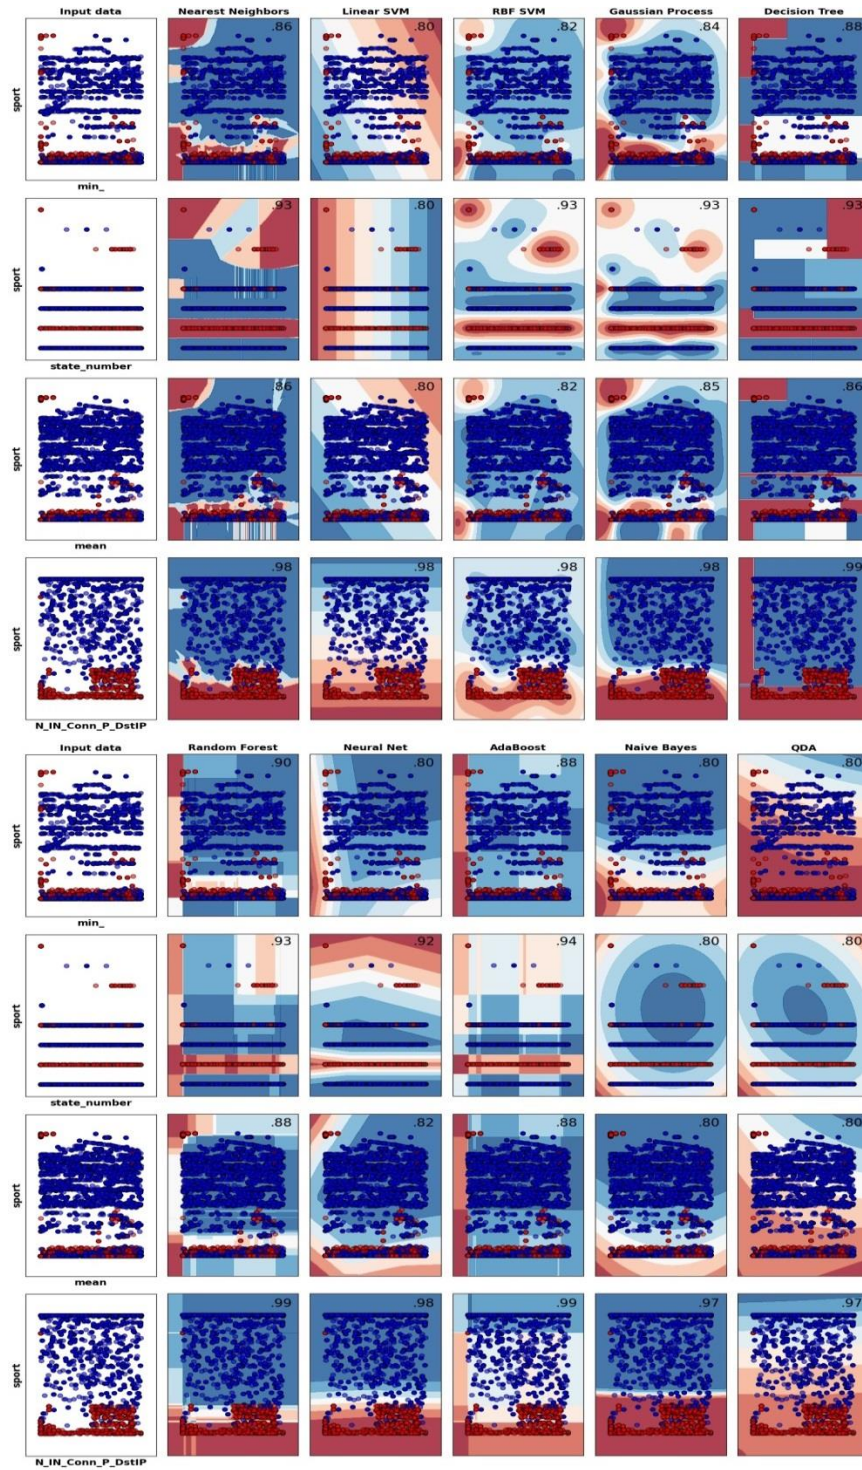 Input data Nearest Neighbors Linear SVM RBF SVM Gaussian Process Decision Tree
.86 .80 .82 .84 .88
sport
min_
.93 .80 .93 .93 .93
sport
state_number
.86 .80 .82 .85 .86
sport
mean
.98 .98 .98 .98 .99
sport
N_IN_Conn_P_DstIP
Input data Random Forest Neural Net AdaBoost Naive Bayes QDA
.90 .80 .88 .80 .80
sport
min_
.93 .92 .94 .80 .80
sport
state_number
.88 .82 .88 .80 .80
sport
mean
.99 .98 .99 .97 .97
sport
N_IN_Conn_P_DstIP